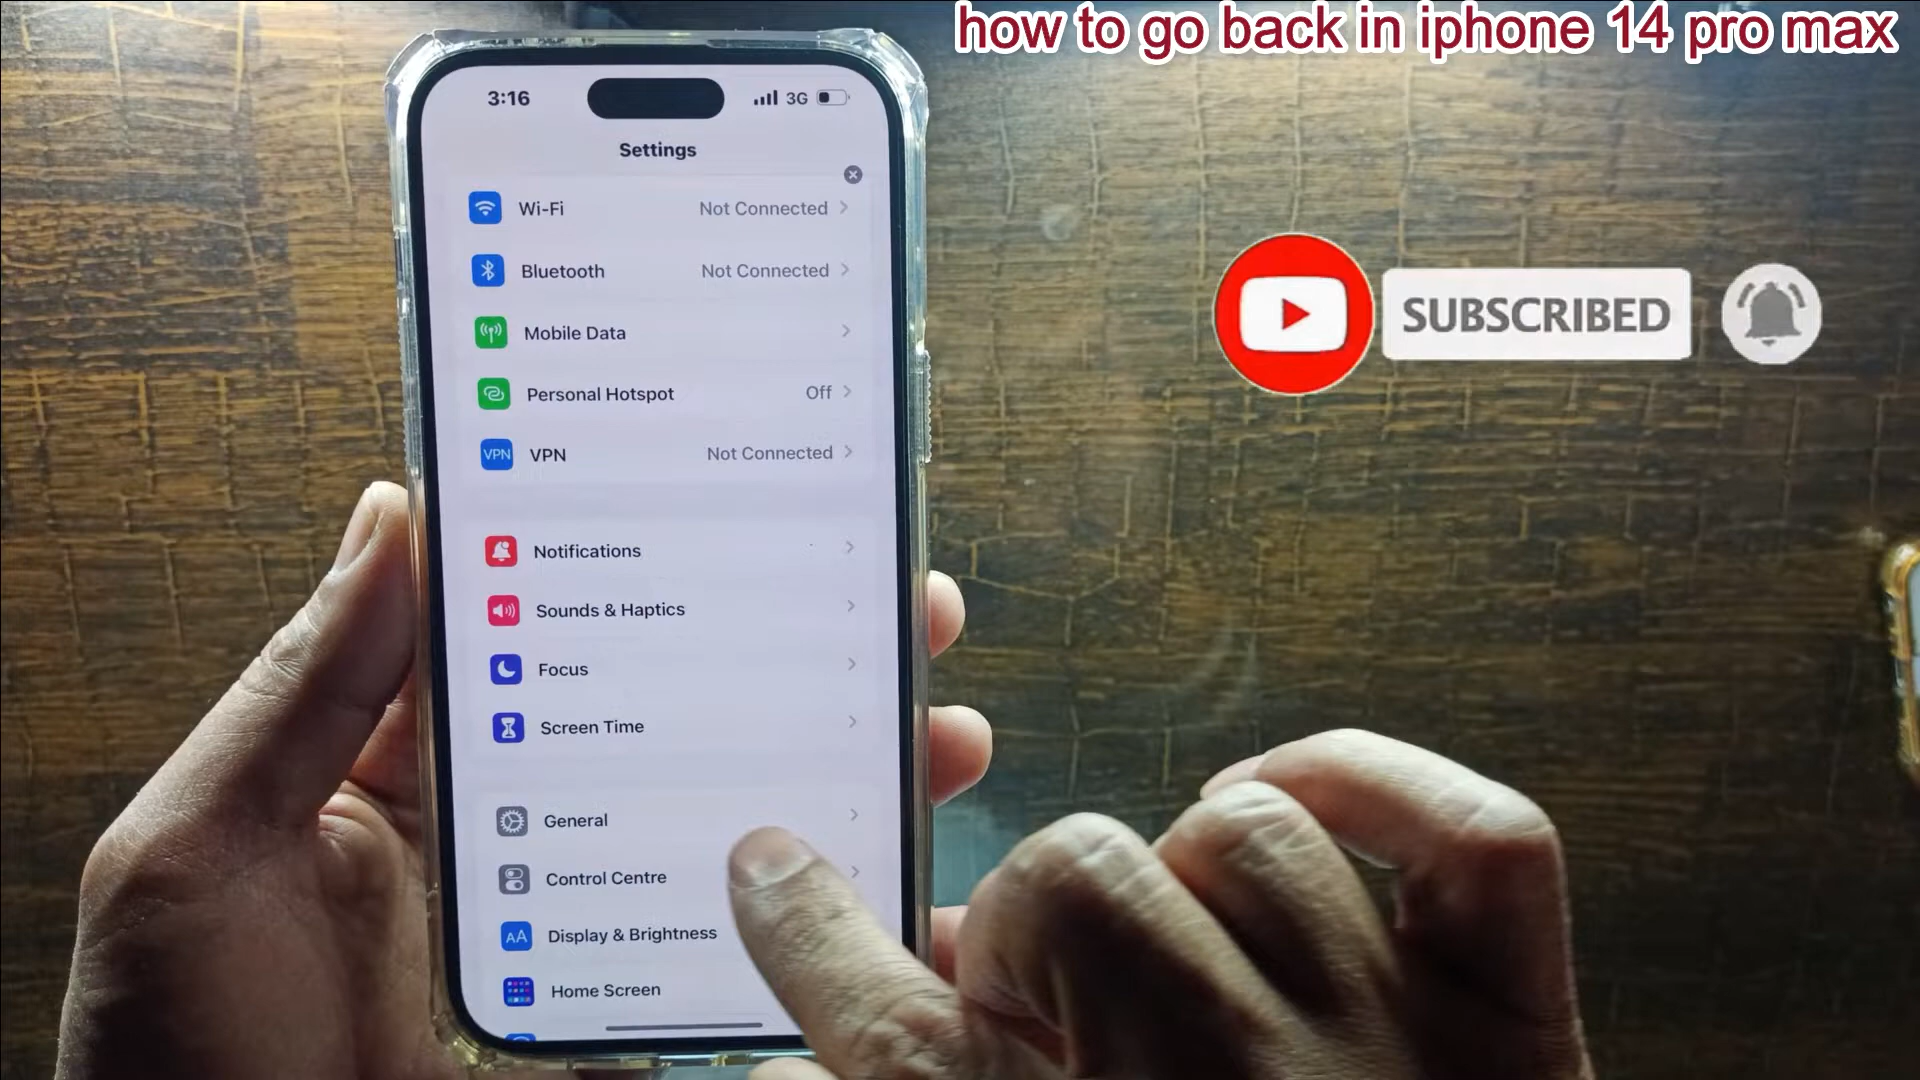 how to go back in iphone 14 pro max
3:16
3G
Settings
Wi-Fi Not Connected
Bluetooth Not Connected
Mobile Data
Personal Hotspot Off
VPN VPN Not Connected
Notifications
Sounds & Haptics
Focus
Screen Time
General
Control Centre
AA Display & Brightness
Home Screen
SUBSCRIBED